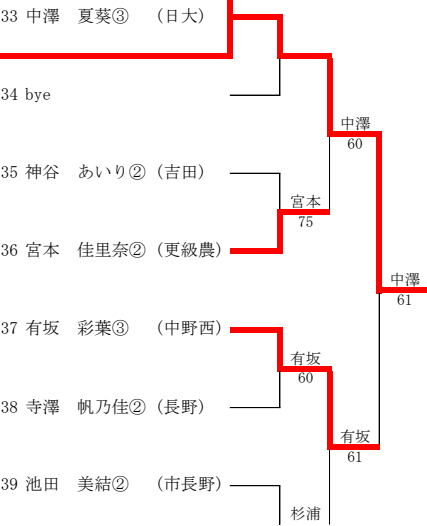 33 中澤　夏葵③　（日大）
34 bye
中澤
60
35 神谷　あいり②（吉田）
宮本
75
36 宮本　佳里奈②（更級農）
中澤
61
37 有坂　彩葉③　（中野西）
有坂
60
38 寺澤　帆乃佳②（長野）
有坂
61
39 池田　美結②　（市長野）
杉浦